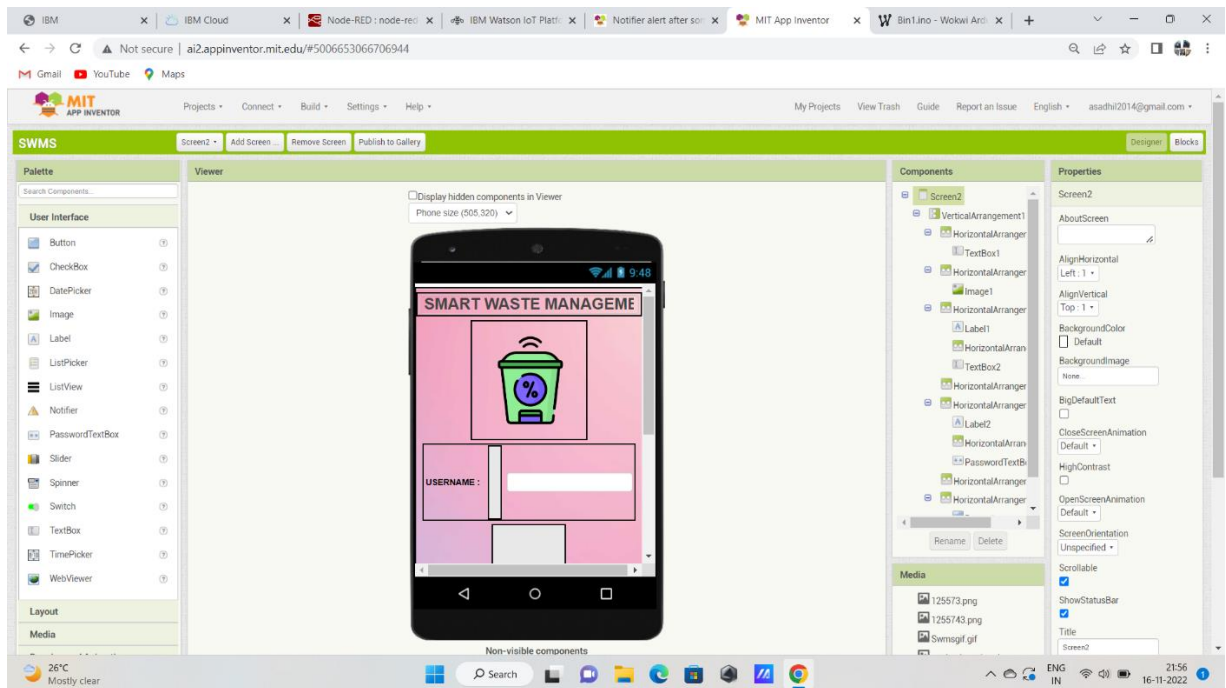 IBM
IBM Cloud
Node-RED : node-red
IBM Watson IoT Platfo
Notifier alert after son
MIT App Inventor
Bin1.ino - Wokwi Ardu
Not secure
ai2.appinventor.mit.edu/#5006653066706944
Gmail
YouTube
Maps
MIT
APP INVENTOR
Projects
Connect
Build
Settings
Help
My Projects
View Trash
Guide
Report an Issue
English
asadhil2014@gmail.com
SWMS
Screen2
Add Screen ...
Remove Screen
Publish to Gallery
Designer
Blocks
Palette
Search Components...
User Interface
Button
CheckBox
DatePicker
Image
Label
ListPicker
ListView
Notifier
PasswordTextBox
Slider
Spinner
Switch
TextBox
TimePicker
WebViewer
Layout
Media
Viewer
Display hidden components in Viewer
Phone size (505,320)
9:48
SMART WASTE MANAGEME
%
USERNAME :
Non-visible components
Components
Screen2
VerticalArrangement1
HorizontalArranger
TextBox1
HorizontalArranger
Image1
HorizontalArranger
Label1
HorizontalArran
TextBox2
HorizontalArranger
HorizontalArranger
Label2
HorizontalArran
PasswordTextB
HorizontalArranger
HorizontalArranger
Rename
Delete
Media
125573.png
1255743.png
Swmsgif.gif
Properties
Screen2
AboutScreen
AlignHorizontal
Left : 1
AlignVertical
Top : 1
BackgroundColor
Default
BackgroundImage
None...
BigDefaultText
CloseScreenAnimation
Default
HighContrast
OpenScreenAnimation
Default
ScreenOrientation
Unspecified
Scrollable
ShowStatusBar
Title
Screen2
26°C
Mostly clear
Search
ENG
IN
21:56
16-11-2022
1